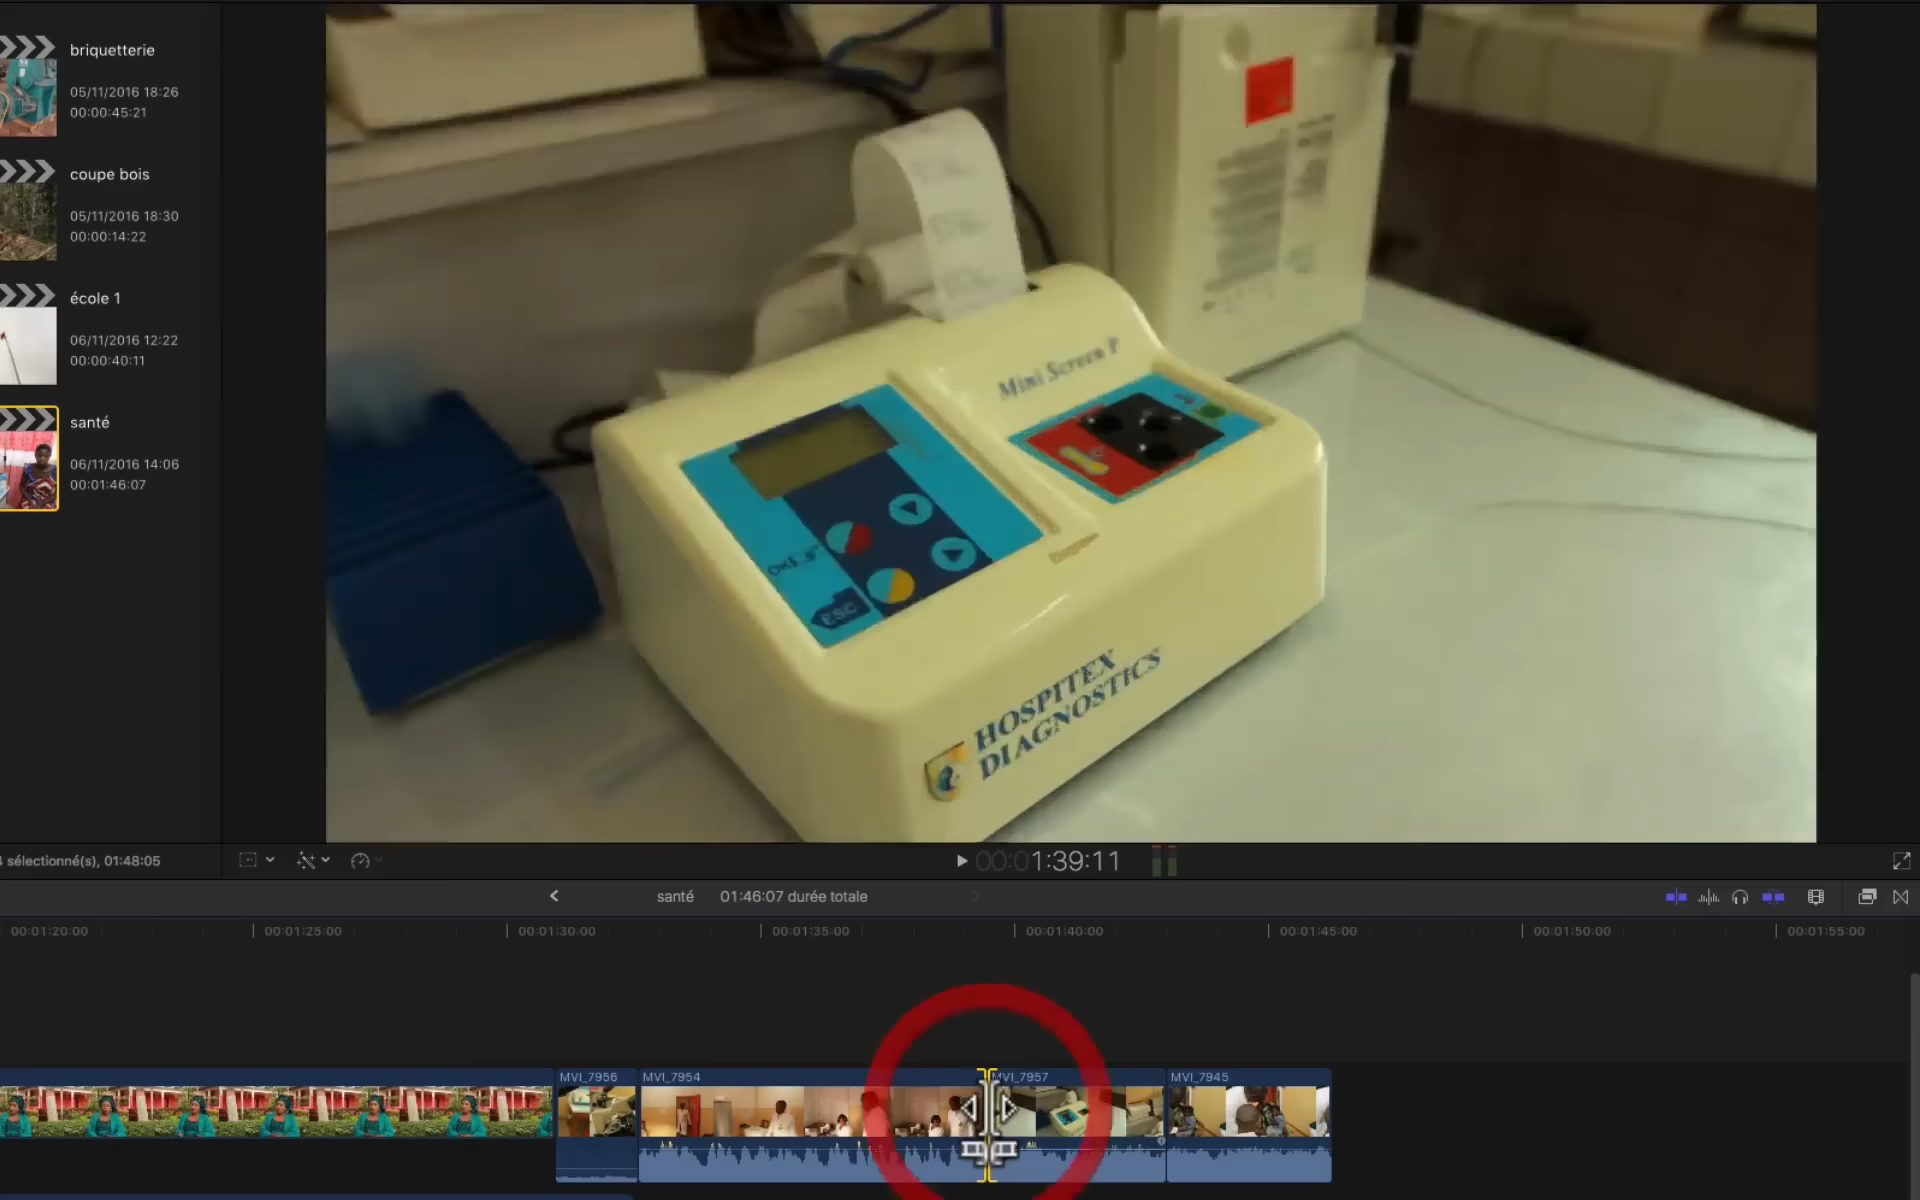 briquetterie
05/11/2016 18:26
00:00:45:21
coupe bois
05/11/2016 18:30
00:00:14:22
école 1
06/11/2016 12:22
00:00:40:11
santé
06/11/2016 14:06
00:01:46:07
Mini Screen P
ESC
HOSPITEX
DIAGNOSTICS
sélectionné(s), 01:48:05
00:01:39:11
santé 01:46:07 durée totale
00:01:20:00 00:01:25:00 00:01:30:00 00:01:35:00 00:01:40:00 00:01:45:00 00:01:50:00 00:01:55:00
MVI_7956 MVI_7954 MVI_7957 MVI_7945